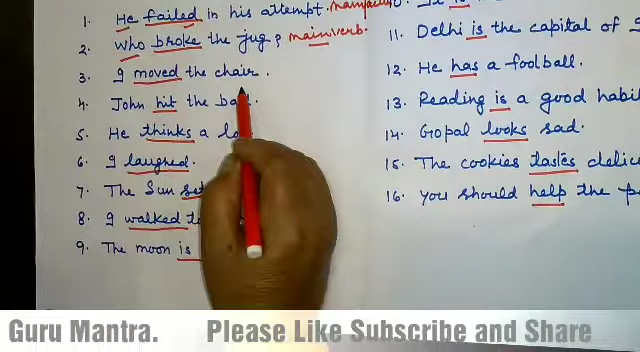 1. He failed in his attempt.
2. who broke the jug ? main verb.
3. I moved the chair.
4. John hit the
5. He thinks a
6. I laughed.
7. The Sun
8. I walked
9. The moon is
11. Delhi is the capital of
12. He has a foolball.
13. Reading is a good
14. Gopal looks sad.
15. The cookies tastes
16. You should help the
Guru Mantra. Please Like Subscribe and Share